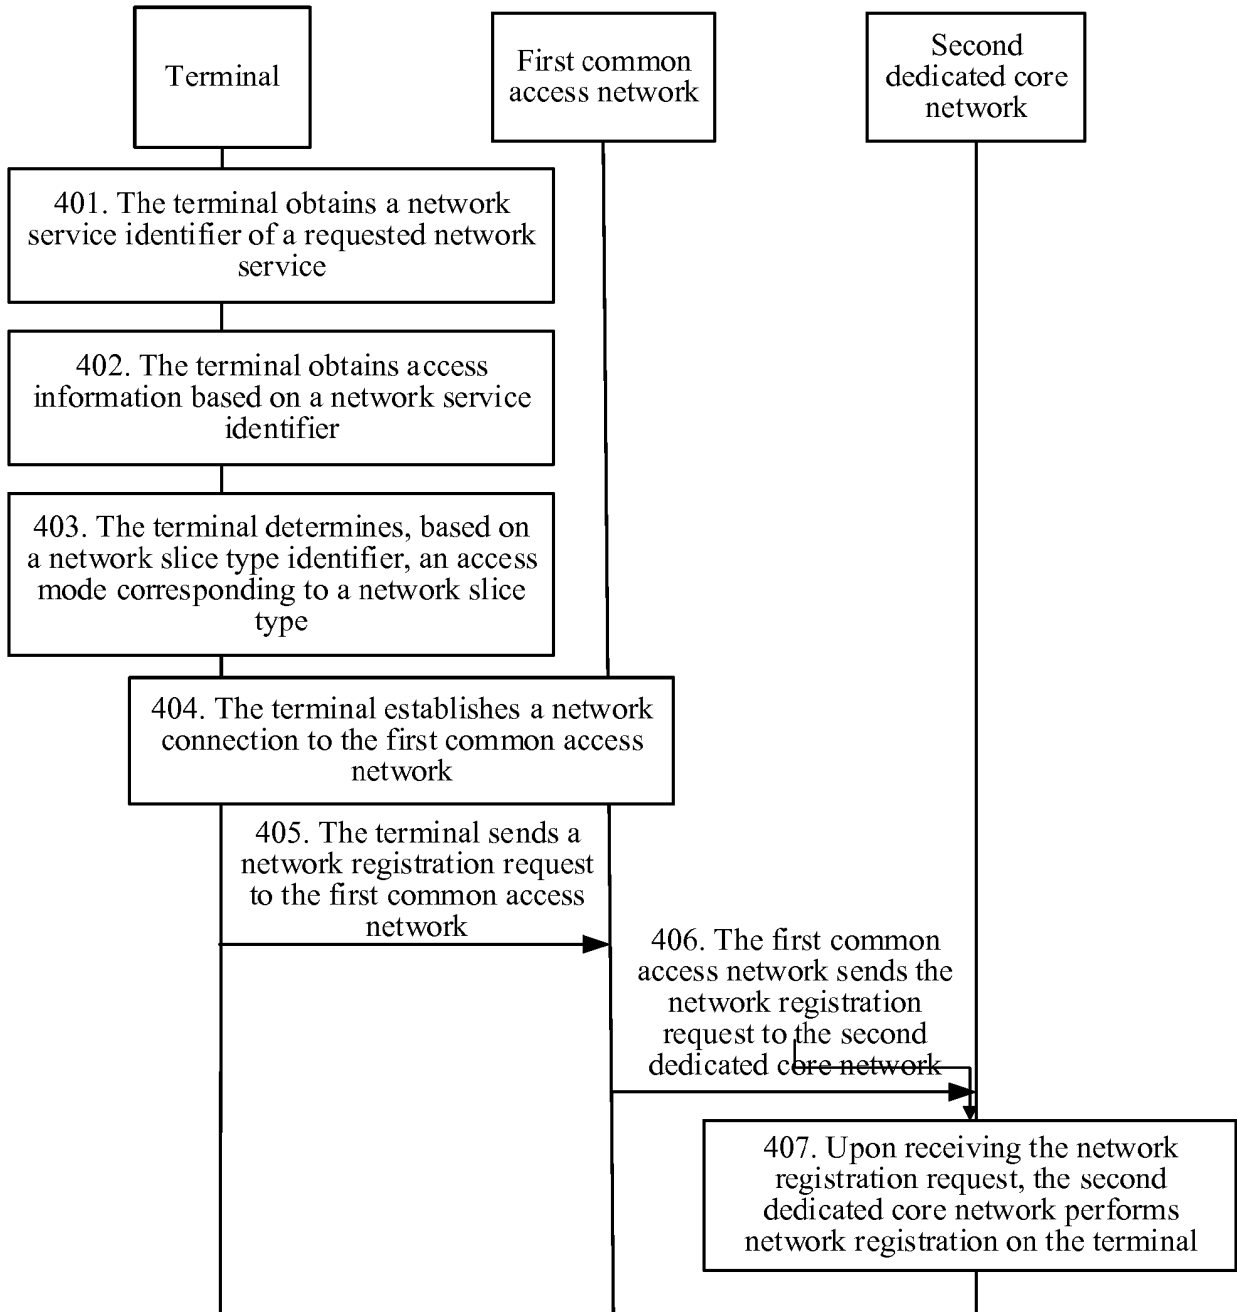 Terminal
First common
access network
Second
dedicated core
network
401. The terminal obtains a network
service identifier of a requested network
service
402. The terminal obtains access
information based on a network service
identifier
403. The terminal determines, based on
a network slice type identifier, an access
mode corresponding to a network slice
type
404. The terminal establishes a network
connection to the first common access
network
405. The terminal sends a
network registration request
to the first common access
network
406. The first common
access network sends the
network registration
request to the second
dedicated core network
407. Upon receiving the network
registration request, the second
dedicated core network performs
network registration on the terminal